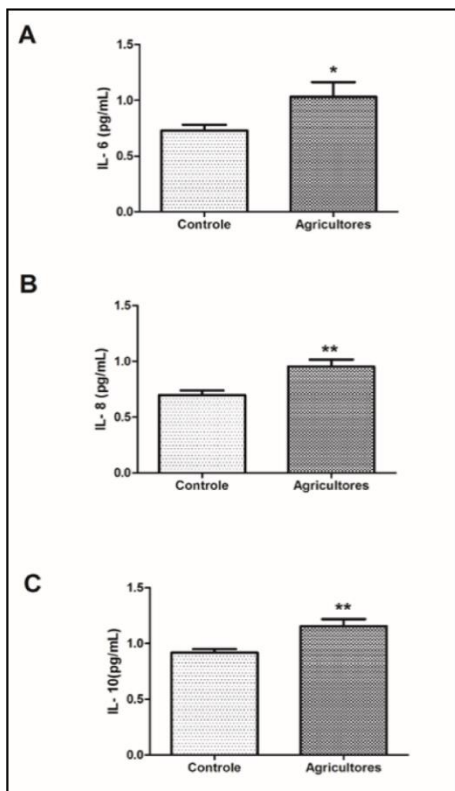 A
IL- 6 (pg/mL)
1.5
1.0
0.5
0.0
*
Controle Agricultores
B
IL- 8 (pg/mL)
1.5
1.0
0.5
0.0
**
Controle Agricultores
C
IL- 10(pg/mL)
1.5
1.0
0.5
0.0
**
Controle Agricultores